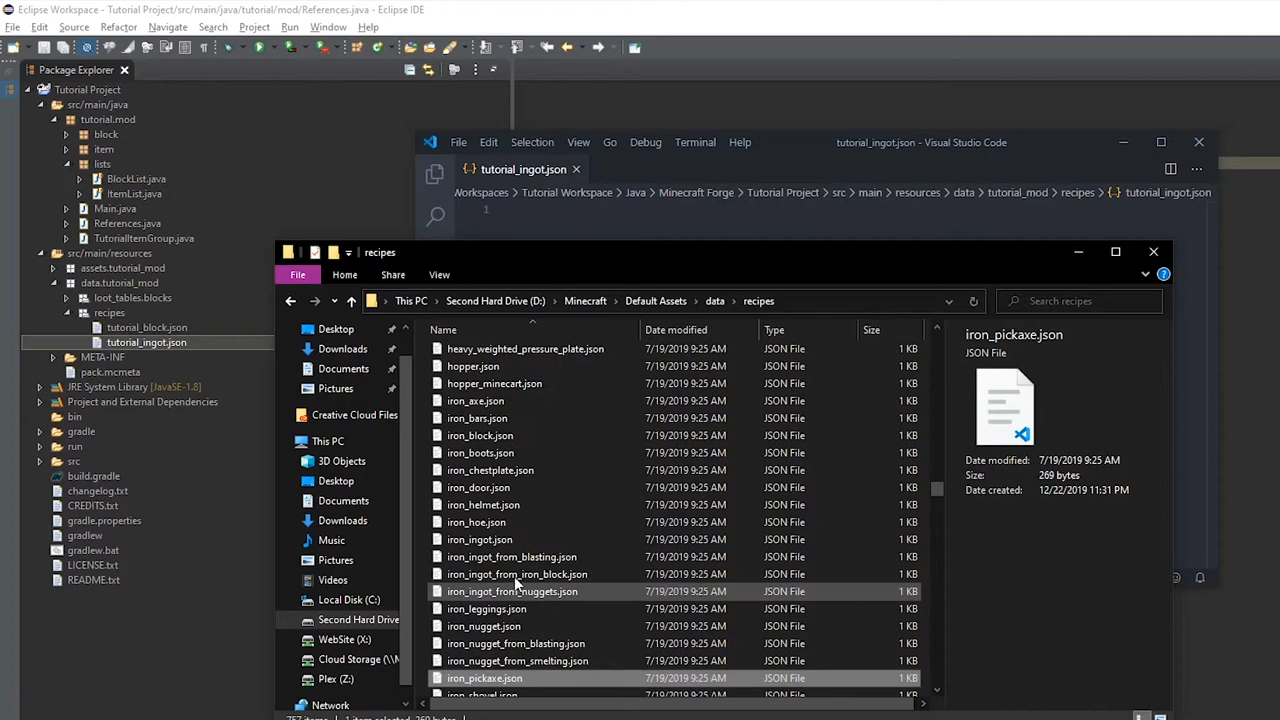 Eclipse Workspace - Tutorial Project/src/main/java/tutorial/mod/References.java - Eclipse IDE
File Edit Source Refactor Navigate Search Project Run Window Help
Package Explorer
Tutorial Project
src/main/java
tutorial.mod
block
item
lists
BlockList.java
ItemList.java
Main.java
References.java
TutorialItemGroup.java
src/main/resources
assets.tutorial_mod
data.tutorial_mod
loot_tables.blocks
recipes
tutorial_block.json
tutorial_ingot.json
META-INF
pack.mcmeta
JRE System Library [JavaSE-1.8]
Project and External Dependencies
bin
gradle
run
src
build.gradle
changelog.txt
CREDITS.txt
gradle.properties
gradlew
gradlew.bat
LICENSE.txt
README.txt
File Edit Selection View Go Debug Terminal Help tutorial_ingot.json - Visual Studio Code
{..} tutorial_ingot.json
Workspaces > Tutorial Workspace > Java > Minecraft Forge > Tutorial Project > src > main > resources > data > tutorial_mod > recipes > {..} tutorial_ingot.json
1
recipes
File Home Share View
This PC > Second Hard Drive (D:) > Minecraft > Default Assets > data > recipes
Search recipes
Desktop
Downloads
Documents
Pictures
Creative Cloud Files
This PC
3D Objects
Desktop
Documents
Downloads
Music
Pictures
Videos
Local Disk (C:)
Second Hard Drive
WebSite (X:)
Cloud Storage (\\M
Plex (Z:)
Network
Name Date modified Type Size
heavy_weighted_pressure_plate.json 7/19/2019 9:25 AM JSON File 1 KB
hopper.json 7/19/2019 9:25 AM JSON File 1 KB
hopper_minecart.json 7/19/2019 9:25 AM JSON File 1 KB
iron_axe.json 7/19/2019 9:25 AM JSON File 1 KB
iron_bars.json 7/19/2019 9:25 AM JSON File 1 KB
iron_block.json 7/19/2019 9:25 AM JSON File 1 KB
iron_boots.json 7/19/2019 9:25 AM JSON File 1 KB
iron_chestplate.json 7/19/2019 9:25 AM JSON File 1 KB
iron_door.json 7/19/2019 9:25 AM JSON File 1 KB
iron_helmet.json 7/19/2019 9:25 AM JSON File 1 KB
iron_hoe.json 7/19/2019 9:25 AM JSON File 1 KB
iron_ingot.json 7/19/2019 9:25 AM JSON File 1 KB
iron_ingot_from_blasting.json 7/19/2019 9:25 AM JSON File 1 KB
iron_ingot_from_iron_block.json 7/19/2019 9:25 AM JSON File 1 KB
iron_ingot_from_nuggets.json 7/19/2019 9:25 AM JSON File 1 KB
iron_leggings.json 7/19/2019 9:25 AM JSON File 1 KB
iron_nugget.json 7/19/2019 9:25 AM JSON File 1 KB
iron_nugget_from_blasting.json 7/19/2019 9:25 AM JSON File 1 KB
iron_nugget_from_smelting.json 7/19/2019 9:25 AM JSON File 1 KB
iron_pickaxe.json 7/19/2019 9:25 AM JSON File 1 KB
iron_shovel.json 7/19/2019 9:25 AM JSON File 1 KB
757 items 1 item selected 269 bytes
iron_pickaxe.json
JSON File
Date modified: 7/19/2019 9:25 AM
Size: 269 bytes
Date created: 12/22/2019 11:31 PM